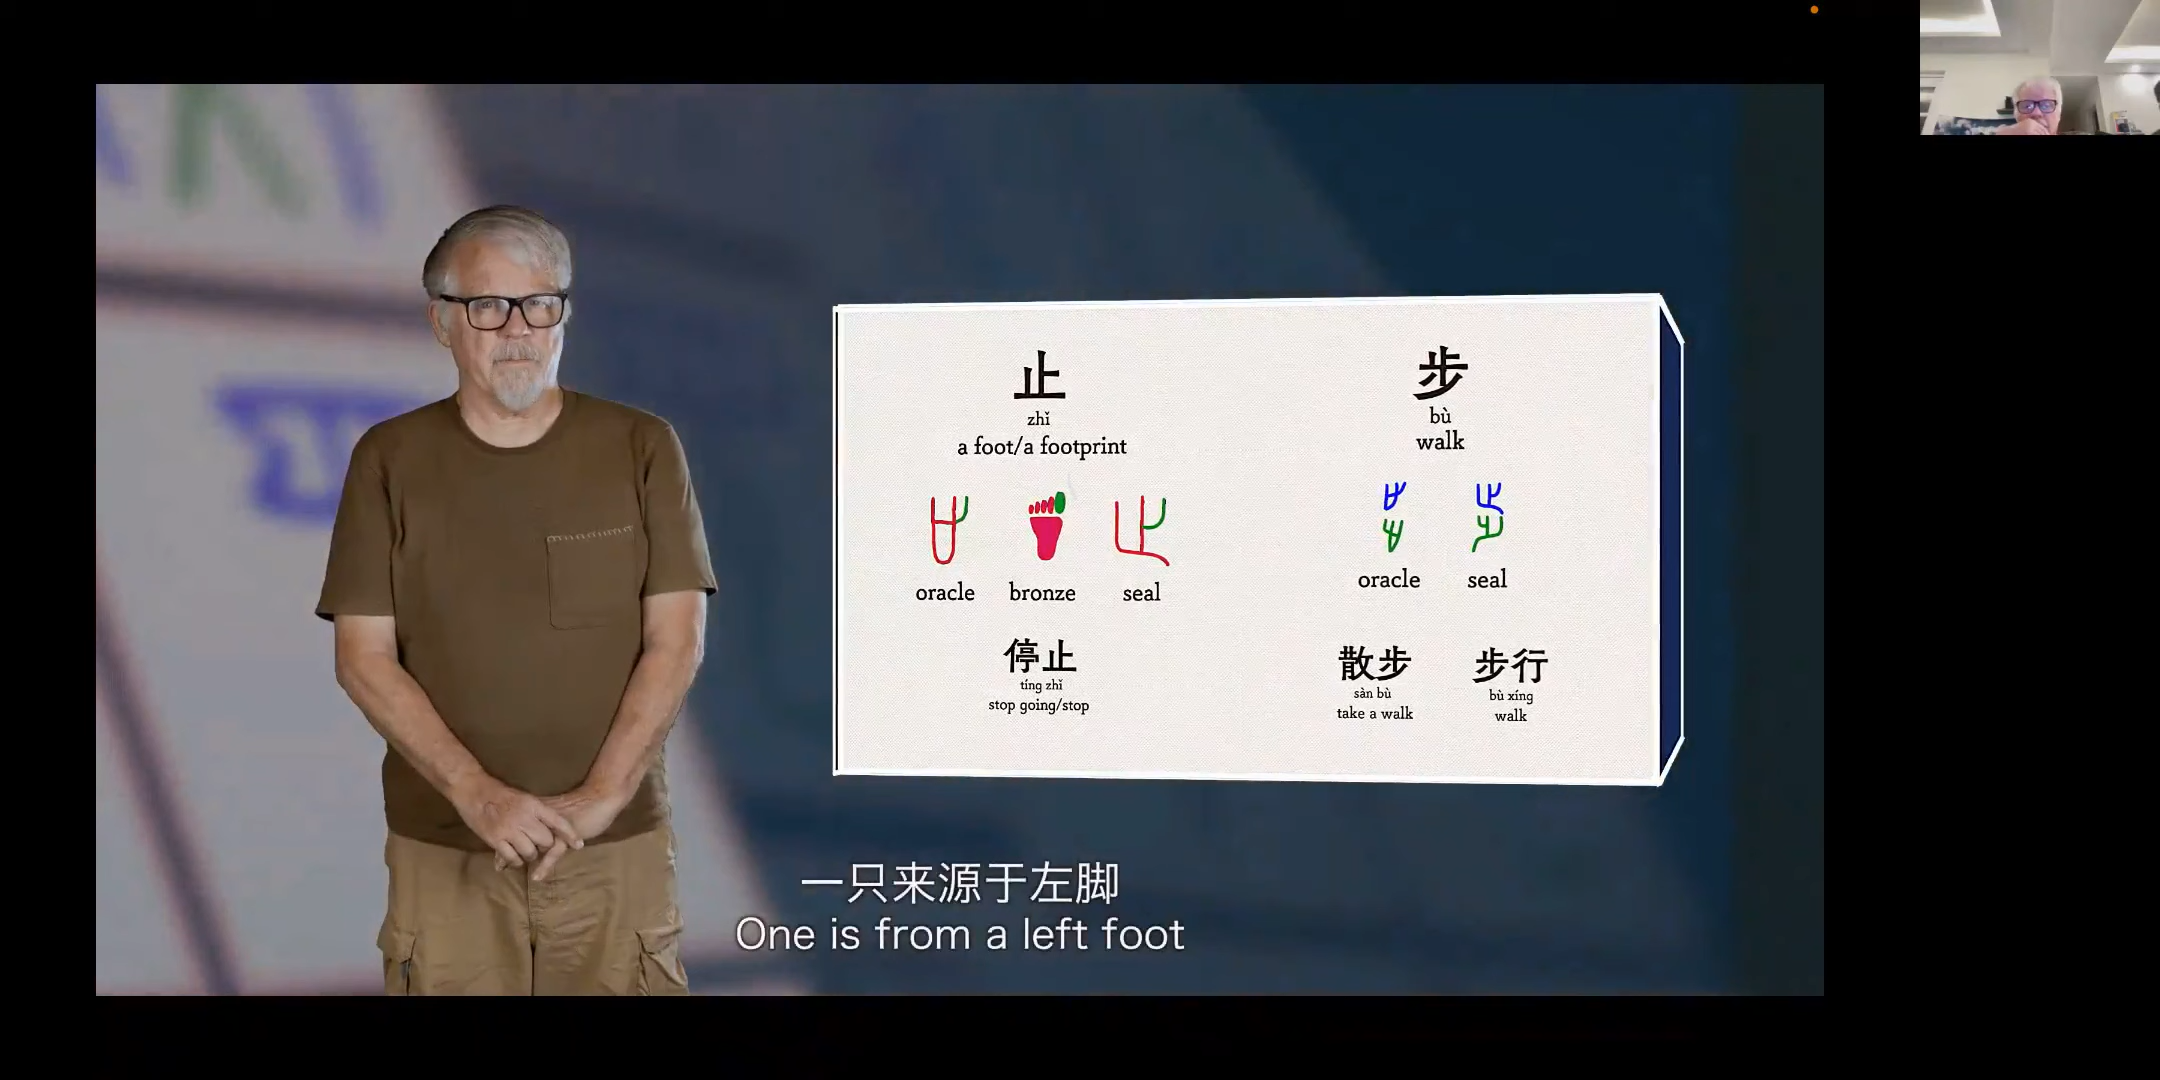 止
zhǐ
a foot/a footprint
oracle bronze seal
停止
tíng zhǐ
stop going/stop
步
bù
walk
oracle seal
散步 步行
sàn bù bù xíng
take a walk walk
一只来源于左脚
One is from a left foot